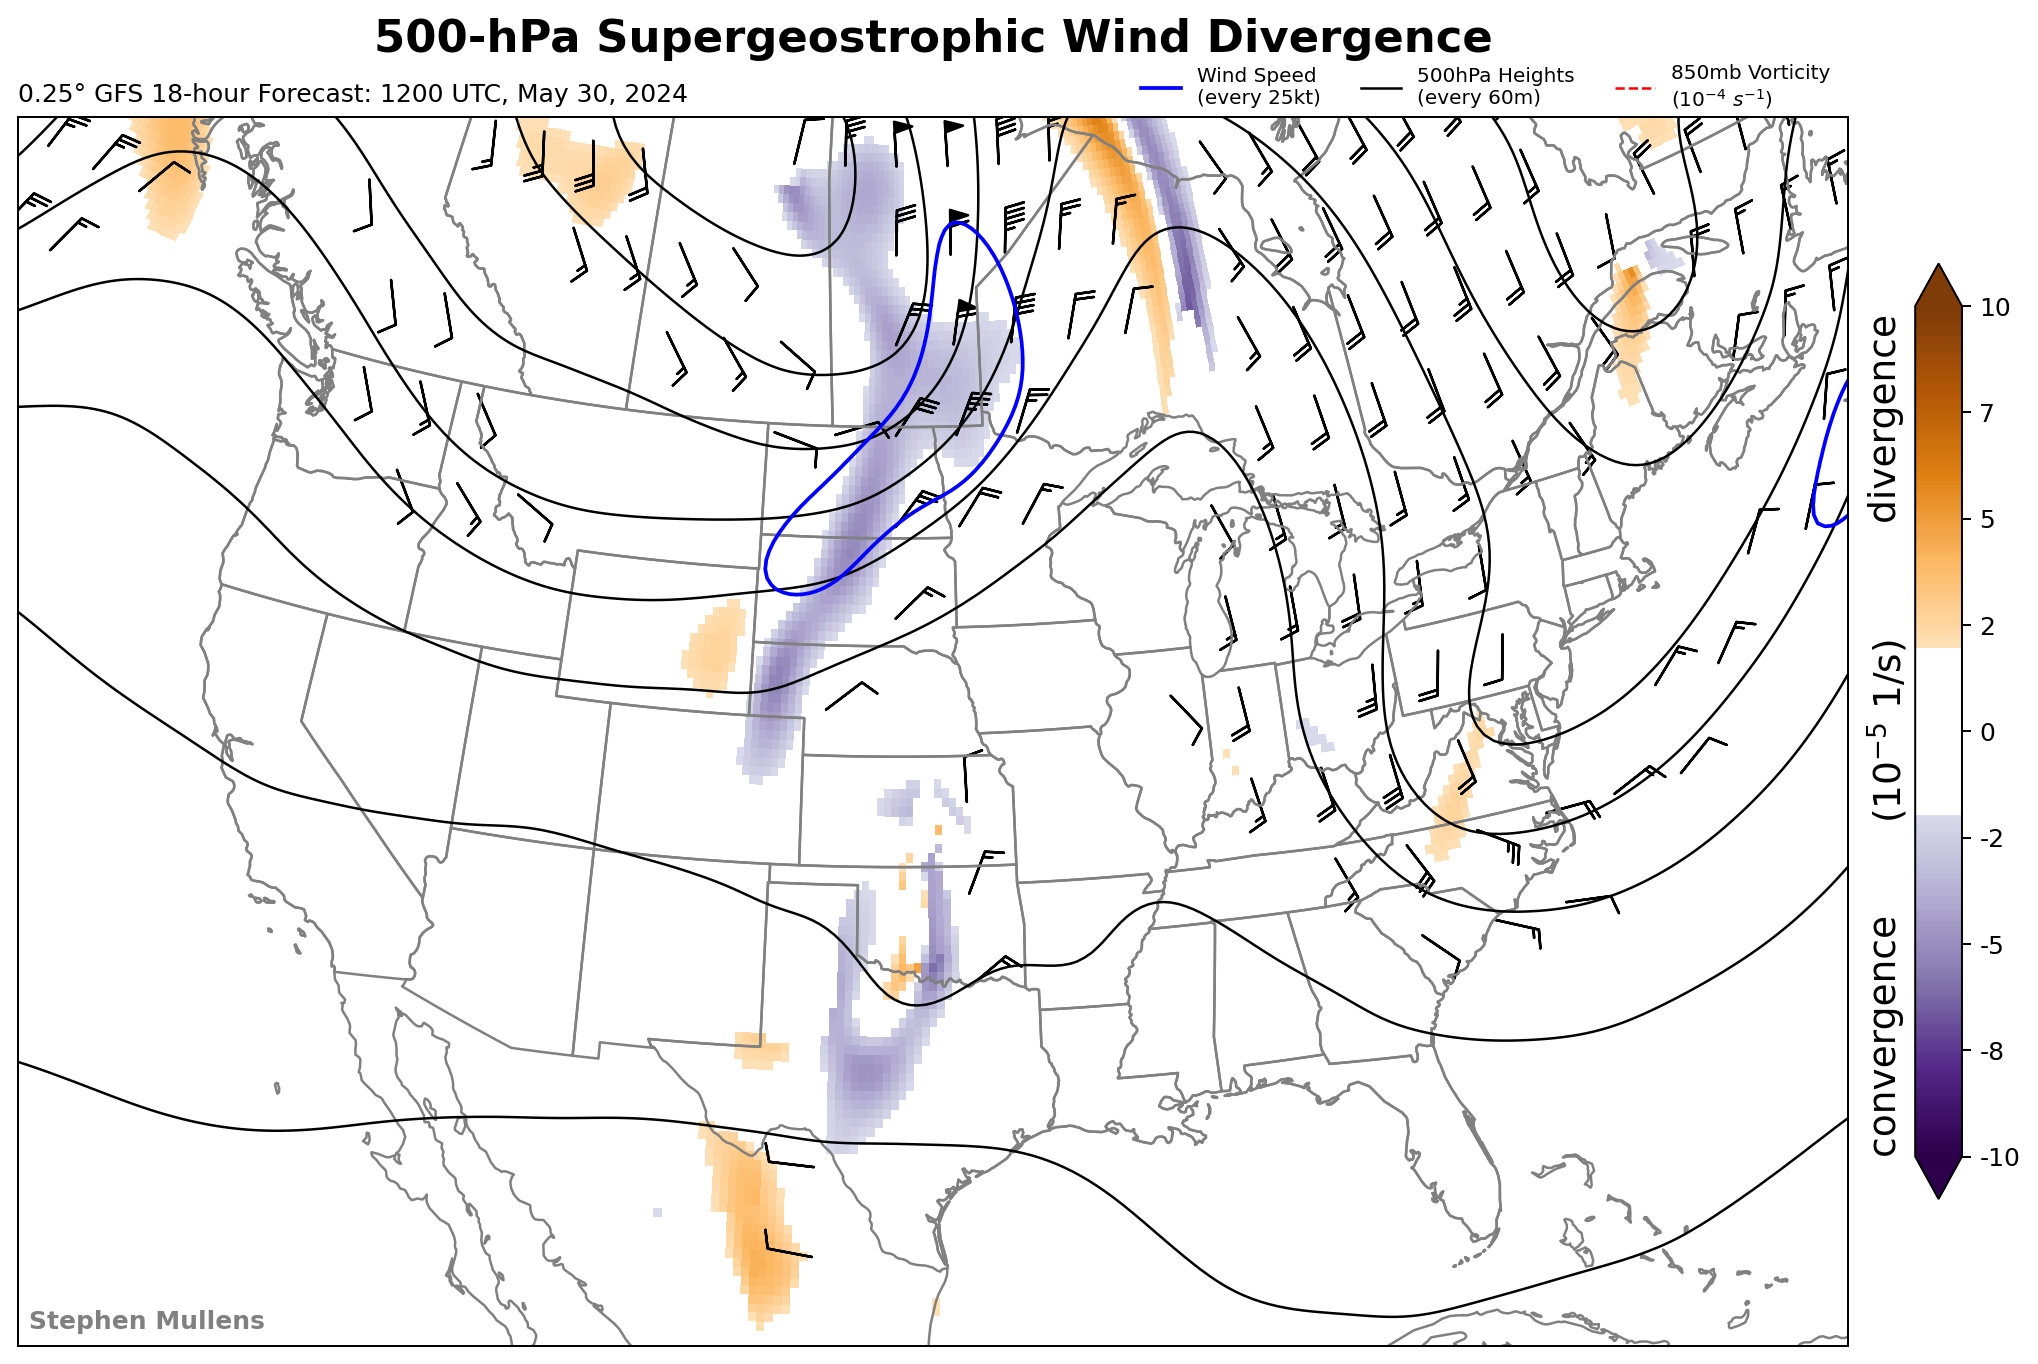 500-hPa Supergeostrophic Wind Divergence
0.25° GFS 18-hour Forecast: 1200 UTC, May 30, 2024
Wind Speed
(every 25kt)
500hPa Heights
(every 60m)
850mb Vorticity
(10⁻⁴ s⁻¹)
convergence (10⁻⁵ 1/s) divergence
10
7
5
2
0
-2
-5
-8
-10
Stephen Mullens